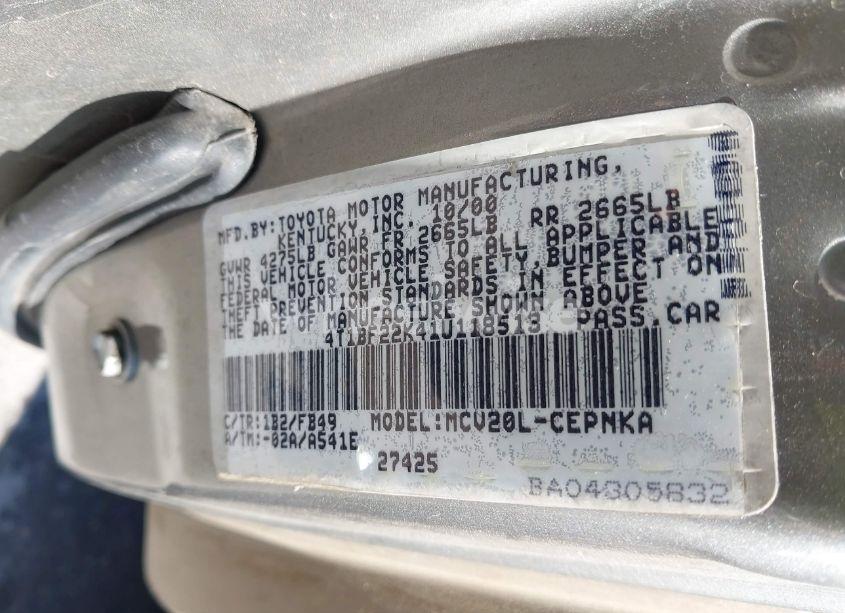 MFD.BY:TOYOTA MOTOR MANUFACTURING,
KENTUCKY,INC. 10/00
GVWR 4275LB GAWR FR 2665LB RR 2665LB
THIS VEHICLE CONFORMS TO ALL APPLICABLE
FEDERAL MOTOR VEHICLE SAFETY,BUMPER AND
THEFT PREVENTION STANDARDS IN EFFECT ON
THE DATE OF MANUFACTURE SHOWN ABOVE.
4T1BF22K41U118513 PASS.CAR
C/TR:1B2/FB49 MODEL:MCV20L-CEPNKA
A/TM:-02A/A541E
27425
BA04305832